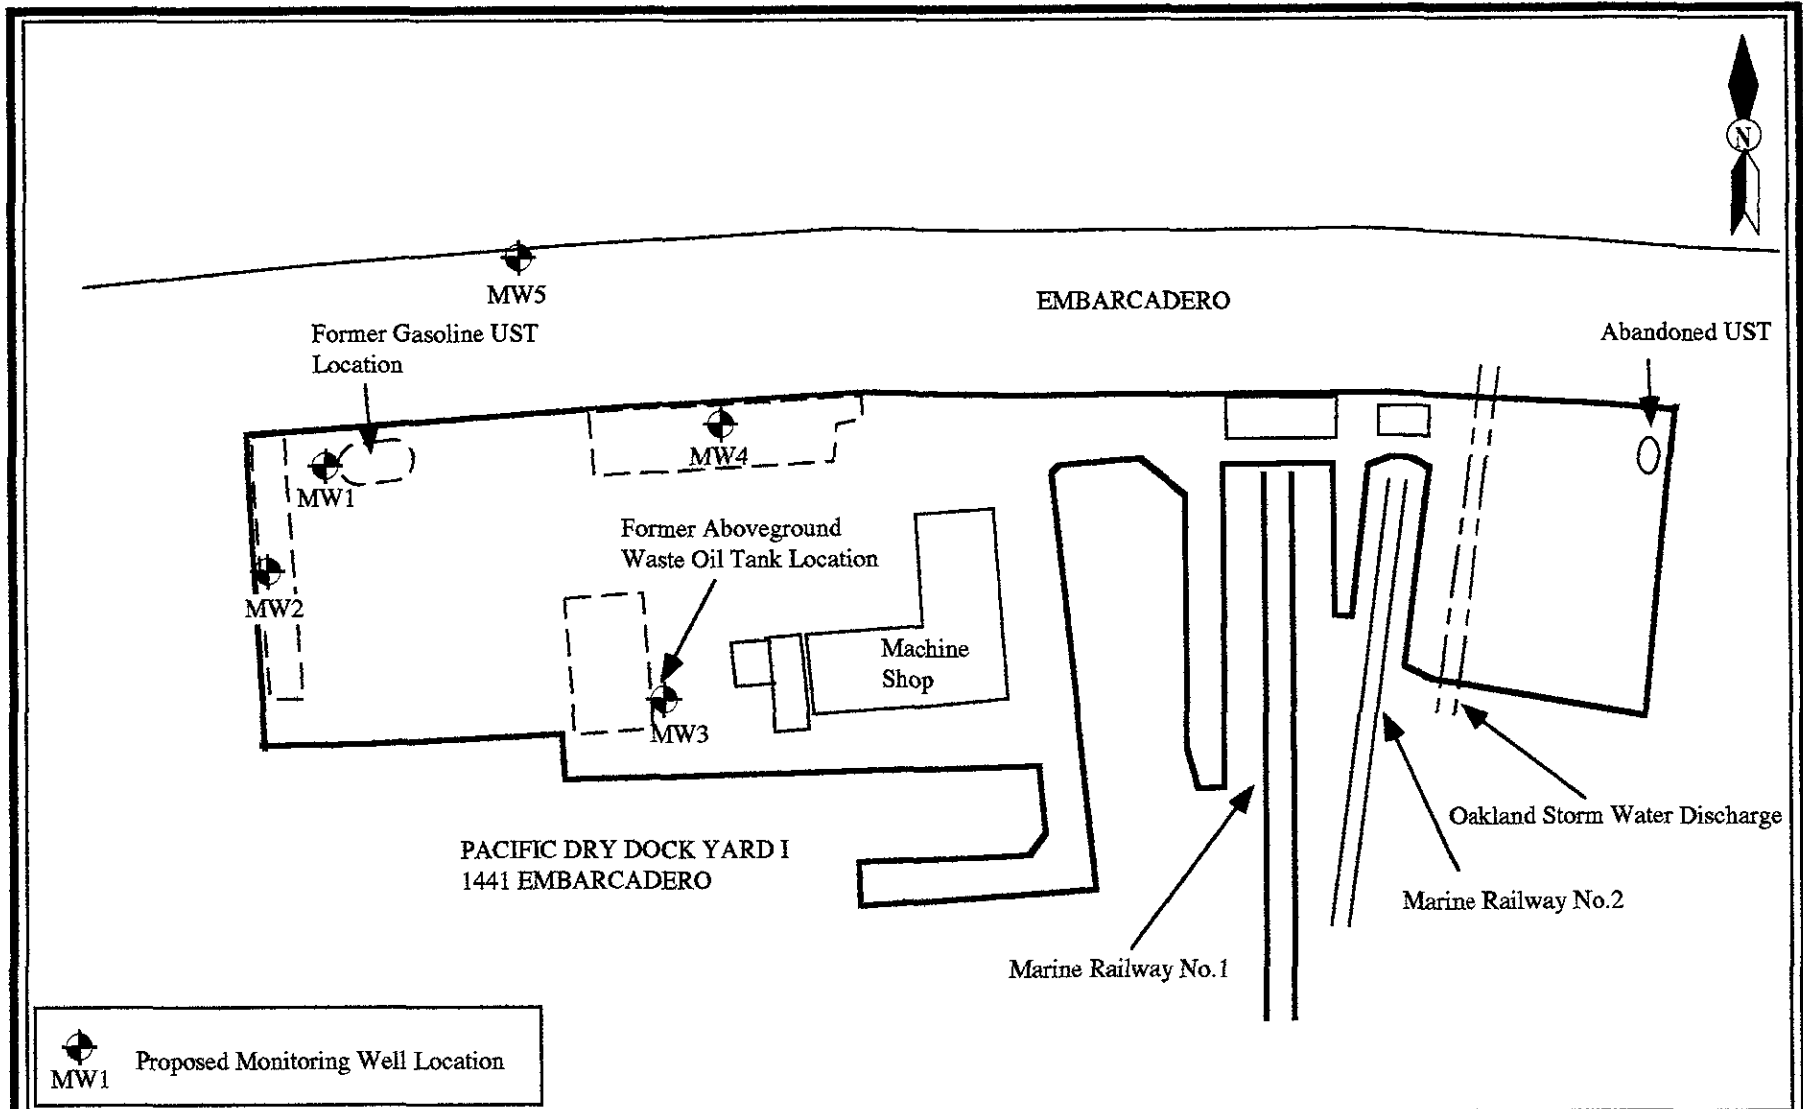 N
MW5
EMBARCADERO
Former Gasoline UST
Location
Abandoned UST
MW4
MW1
Former Aboveground
Waste Oil Tank Location
MW2
Machine
Shop
MW3
Oakland Storm Water Discharge
PACIFIC DRY DOCK YARD I
1441 EMBARCADERO
Marine Railway No.2
Marine Railway No.1
MW1
Proposed Monitoring Well Location